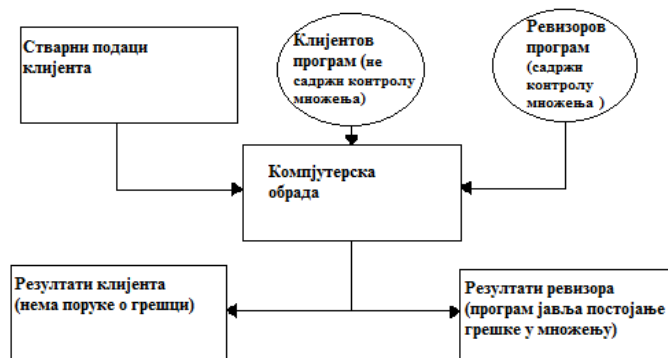 Стварни подаци
клијента
Клијентов
програм (не
садржи контролу
множења)
Ревизоров
програм
(садржи
контролу
множења )
Компјутерска
обрада
Резултати клијента
(нема поруке о грешци)
Резултати ревизора
(програм јавља постојање
грешке у множењу)